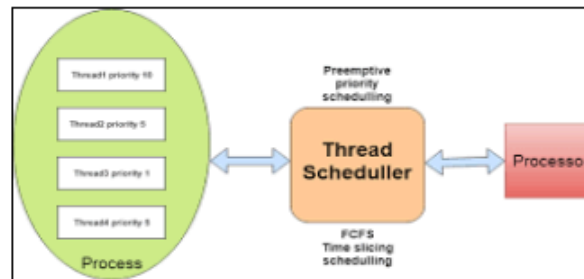 Thread1 priority 10
Thread2 priority 5
Thread3 priority 1
Thread4 priority 5
Process
Preemptive
priority
schedulling
Thread
Scheduller
FCFS
Time slicing
schedulling
Processo